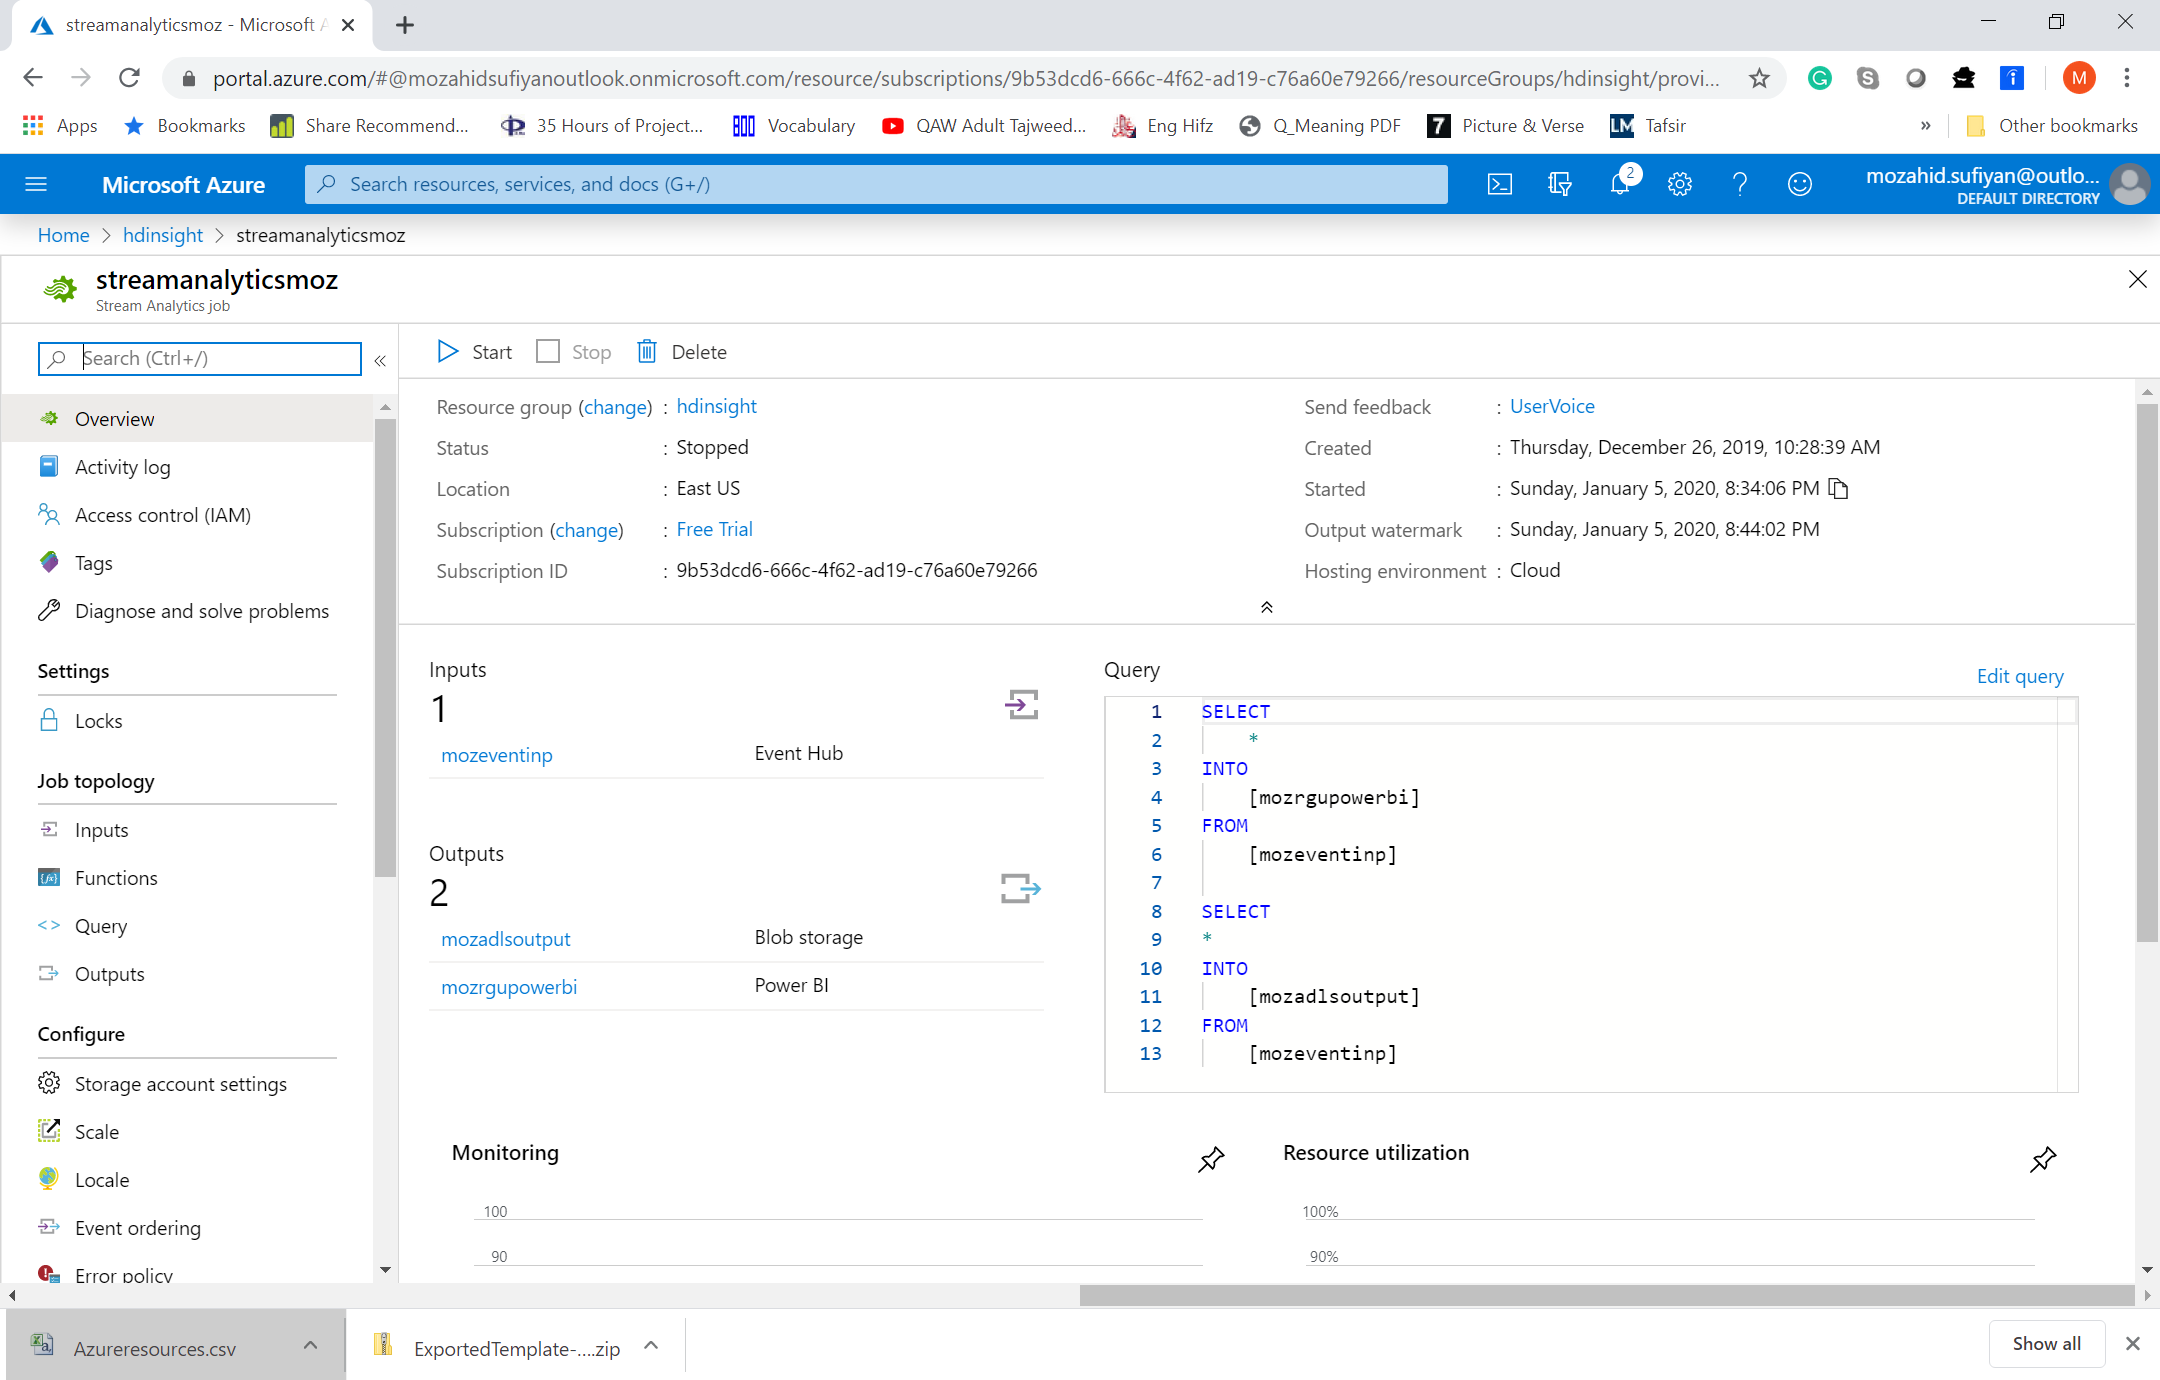 streamanalyticsmoz - Microsoft A
portal.azure.com/#@mozahidsufiyanoutlook.onmicrosoft.com/resource/subscriptions/9b53dcd6-666c-4f62-ad19-c76a60e79266/resourceGroups/hdinsight/provi...
M
Apps
Bookmarks
Share Recommend...
35 Hours of Project...
Vocabulary
QAW Adult Tajweed...
Eng Hifz
Q_Meaning PDF
7
Picture & Verse
LM
Tafsir
»
Other bookmarks
Microsoft Azure
Search resources, services, and docs (G+/)
2
mozahid.sufiyan@outlo...
DEFAULT DIRECTORY
Home > hdinsight > streamanalyticsmoz
streamanalyticsmoz
Stream Analytics job
Search (Ctrl+/)
«
Overview
Activity log
Access control (IAM)
Tags
Diagnose and solve problems
Settings
Locks
Job topology
Inputs
Functions
Query
Outputs
Configure
Storage account settings
Scale
Locale
Event ordering
Error policy
Start
Stop
Delete
Resource group (change) : hdinsight
Status : Stopped
Location : East US
Subscription (change) : Free Trial
Subscription ID : 9b53dcd6-666c-4f62-ad19-c76a60e79266
Send feedback : UserVoice
Created : Thursday, December 26, 2019, 10:28:39 AM
Started : Sunday, January 5, 2020, 8:34:06 PM
Output watermark : Sunday, January 5, 2020, 8:44:02 PM
Hosting environment : Cloud
Inputs
1
mozeventinp Event Hub
Outputs
2
mozadlsoutput Blob storage
mozrgupowerbi Power BI
Query
Edit query
1 SELECT
2 *
3 INTO
4 [mozrgupowerbi]
5 FROM
6 [mozeventinp]
7
8 SELECT
9 *
10 INTO
11 [mozadlsoutput]
12 FROM
13 [mozeventinp]
Monitoring
100
90
Resource utilization
100%
90%
Azureresources.csv
ExportedTemplate-....zip
Show all